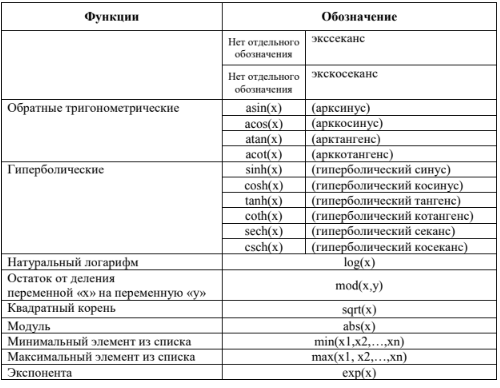 Функции Обозначение
Нет отдельного обозначения экссеканс
Нет отдельного обозначения экскосеканс
Обратные тригонометрические asin(x) (арксинус)
acos(x) (арккосинус)
atan(x) (арктангенс)
acot(x) (арккотангенс)
Гиперболические sinh(x) (гиперболический синус)
cosh(x) (гиперболический косинус)
tanh(x) (гиперболический тангенс)
coth(x) (гиперболический котангенс)
sech(x) (гиперболический секанс)
csch(x) (гиперболический косеканс)
Натуральный логарифм log(x)
Остаток от деления
переменной «x» на переменную «y» mod(x,y)
Квадратный корень sqrt(x)
Модуль abs(x)
Минимальный элемент из списка min(x1,x2,…,xn)
Максимальный элемент из списка max(x1, x2,…,xn)
Экспонента exp(x)